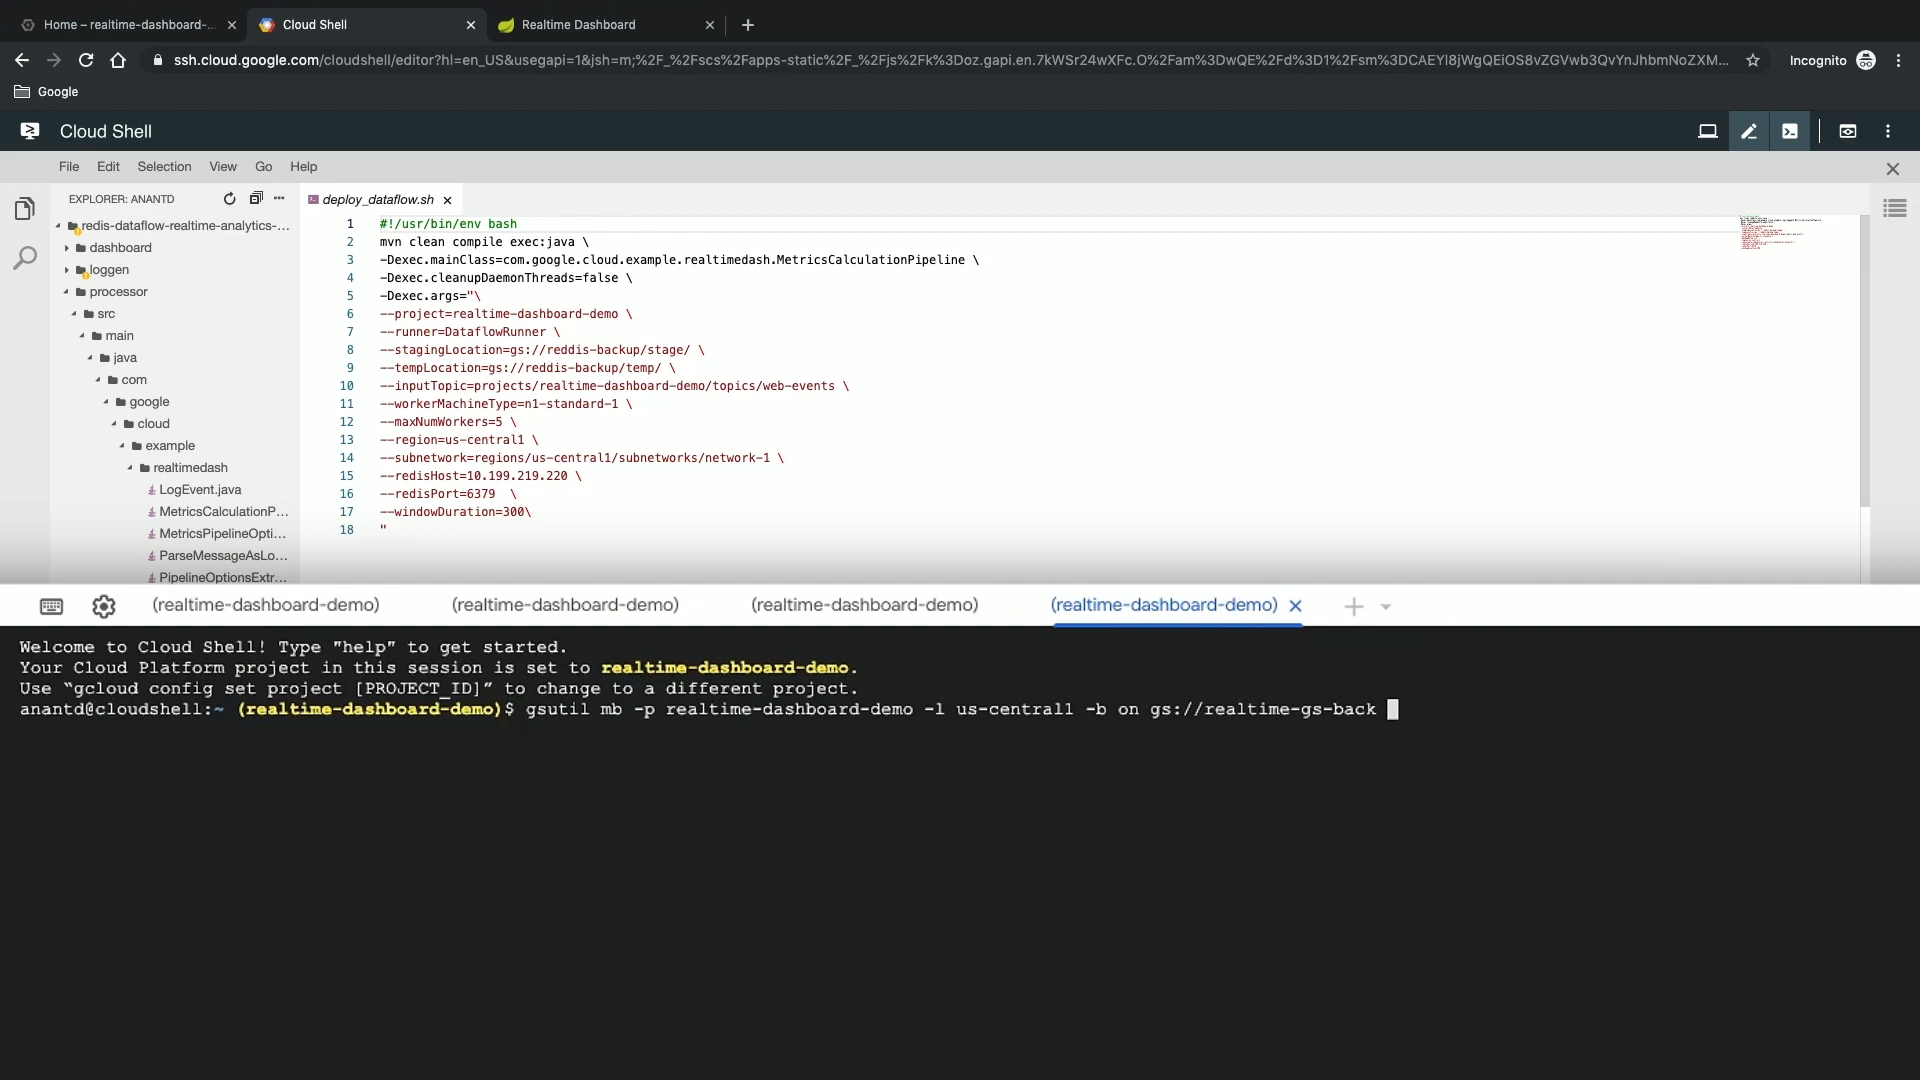 Home – realtime-dashboard-...
Cloud Shell
Realtime Dashboard
ssh.cloud.google.com/cloudshell/editor?hl=en_US&usegapi=1&jsh=m;%2F_%2Fscs%2Fapps-static%2F_%2Fjs%2Fk%3Doz.gapi.en.7kWSr24wXFc.O%2Fam%3DwQE%2Fd%3D1%2Fsm%3DCAEYl8jWgQEiOS8vZGVwb3QvYnJhbmNoZXM...
Incognito
Google
Cloud Shell
File Edit Selection View Go Help
EXPLORER: ANANTD
redis-dataflow-realtime-analytics-...
dashboard
loggen
processor
src
main
java
com
google
cloud
example
realtimedash
LogEvent.java
MetricsCalculationP...
MetricsPipelineOpti...
ParseMessageAsLo...
PipelineOptionsExtr...
deploy_dataflow.sh
1 #!/usr/bin/env bash
2 mvn clean compile exec:java \
3 -Dexec.mainClass=com.google.cloud.example.realtimedash.MetricsCalculationPipeline \
4 -Dexec.cleanupDaemonThreads=false \
5 -Dexec.args="\
6 --project=realtime-dashboard-demo \
7 --runner=DataflowRunner \
8 --stagingLocation=gs://reddis-backup/stage/ \
9 --tempLocation=gs://reddis-backup/temp/ \
10 --inputTopic=projects/realtime-dashboard-demo/topics/web-events \
11 --workerMachineType=n1-standard-1 \
12 --maxNumWorkers=5 \
13 --region=us-central1 \
14 --subnetwork=regions/us-central1/subnetworks/network-1 \
15 --redisHost=10.199.219.220 \
16 --redisPort=6379  \
17 --windowDuration=300\
18 "
(realtime-dashboard-demo) (realtime-dashboard-demo) (realtime-dashboard-demo) (realtime-dashboard-demo)
Welcome to Cloud Shell! Type "help" to get started.
Your Cloud Platform project in this session is set to realtime-dashboard-demo.
Use “gcloud config set project [PROJECT_ID]” to change to a different project.
anantd@cloudshell:~ (realtime-dashboard-demo)$ gsutil mb -p realtime-dashboard-demo -l us-central1 -b on gs://realtime-gs-back